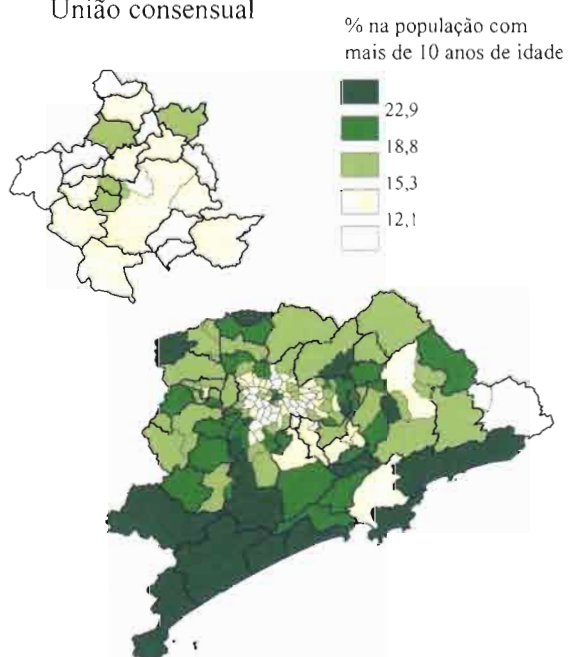 União consensual
% na população com
mais de 10 anos de idade
22,9
18,8
15,3
12,1